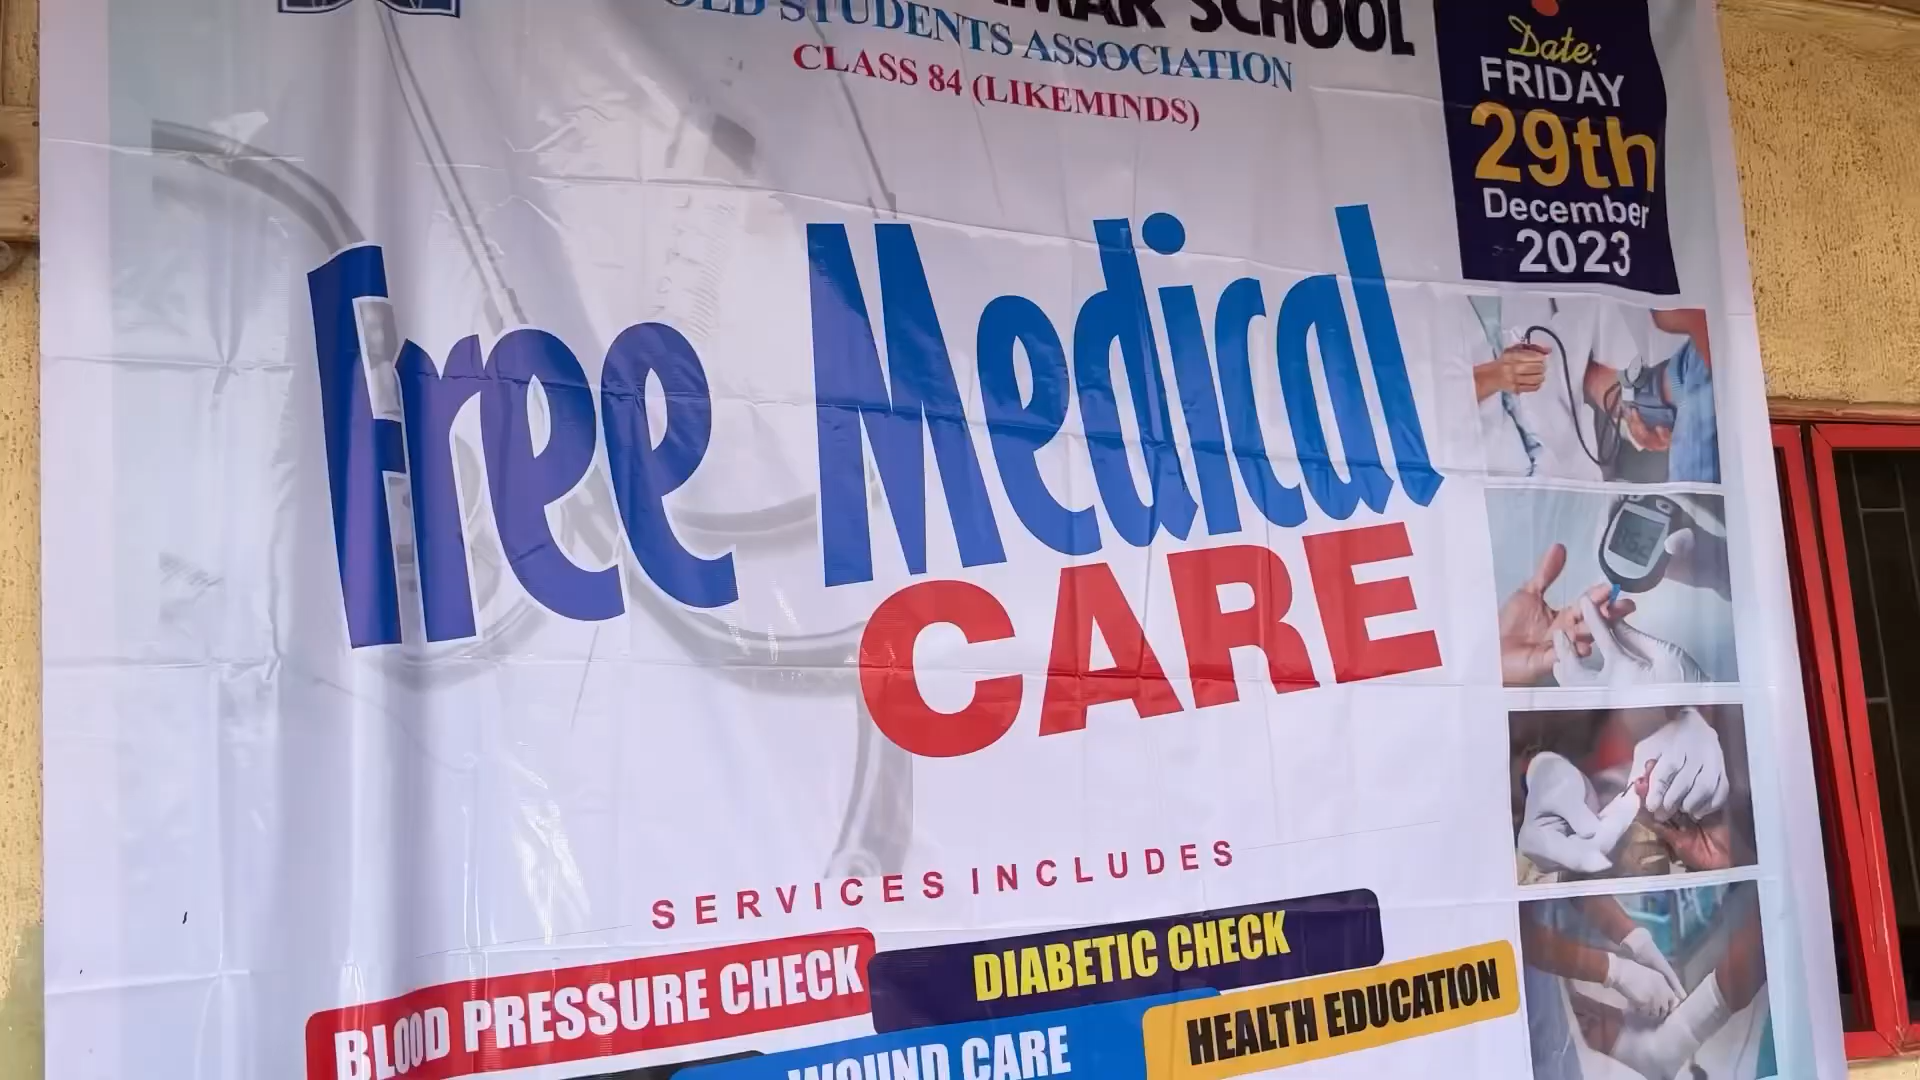 SCHOOL
OLD STUDENTS ASSOCIATION
CLASS 84 (LIKEMINDS)
Date:
FRIDAY
29th
December
2023
Free Medical
CARE
SERVICES INCLUDES
BLOOD PRESSURE CHECK
DIABETIC CHECK
WOUND CARE
HEALTH EDUCATION